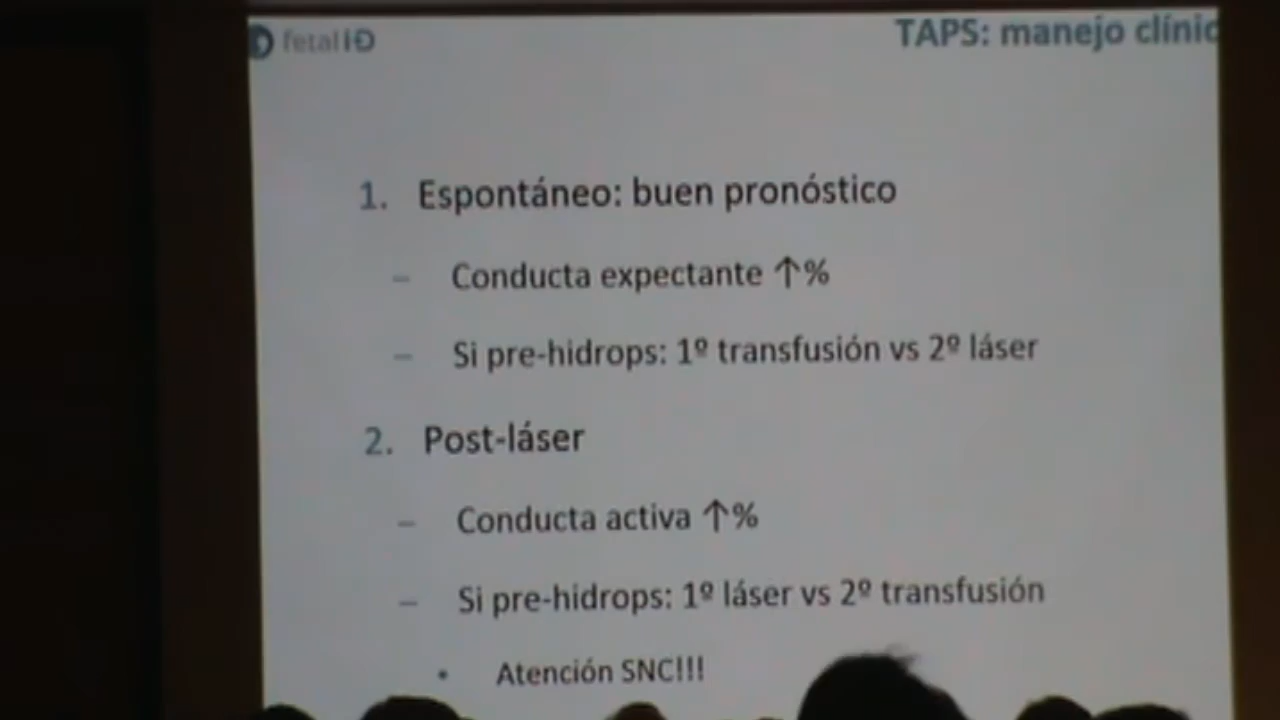 fetal iD
TAPS: manejo clínic
1. Espontáneo: buen pronóstico
– Conducta expectante ↑%
– Si pre-hidrops: 1º transfusión vs 2º láser
2. Post-láser
– Conducta activa ↑%
– Si pre-hidrops: 1º láser vs 2º transfusión
• Atención SNC!!!